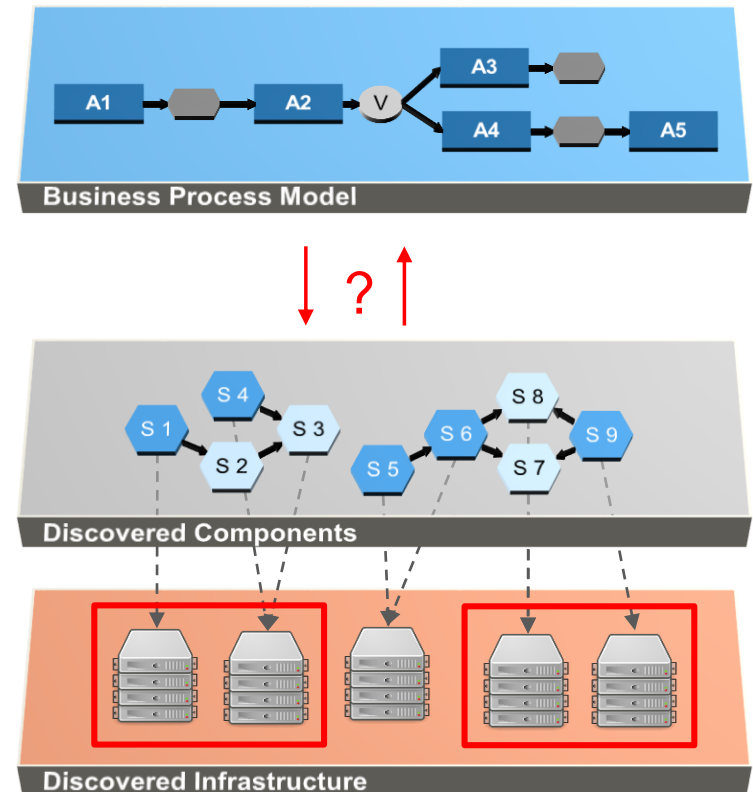 A1
A2
V
A3
A4
A5
Business Process Model
?
S 1
S 4
S 2
S 3
S 5
S 6
S 8
S 7
S 9
Discovered Components
Discovered Infrastructure